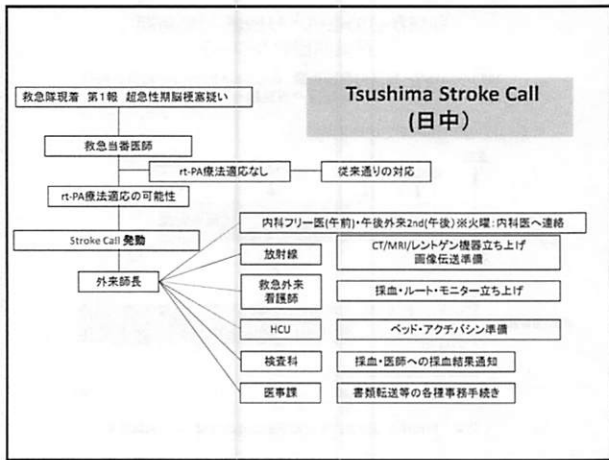 Tsushima Stroke Call
(日中)
救急隊現着 第1報 超急性期脳梗塞疑い
救急当番医師
rt-PA療法適応なし
従来通りの対応
rt-PA療法適応の可能性
Stroke Call 発動
外来師長
内科フリー医(午前)・午後外来2nd(午後)※火曜:内科医へ連絡
放射線
CT/MRI/レントゲン機器立ち上げ
画像伝送準備
救急外来
看護師
採血・ルート・モニター立ち上げ
HCU
ベッド・アクチバシン準備
検査科
採血・医師への採血結果通知
医事課
書類転送等の各種事務手続き